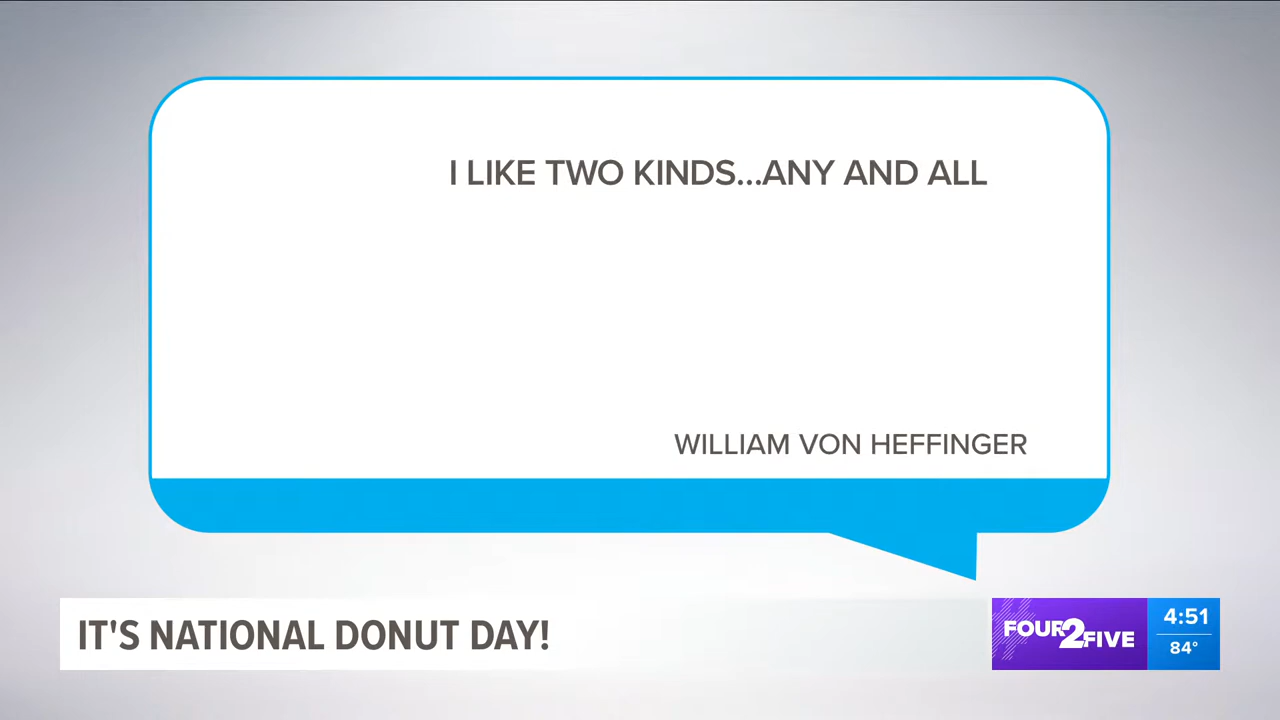 I LIKE TWO KINDS...ANY AND ALL
WILLIAM VON HEFFINGER
IT'S NATIONAL DONUT DAY!
FOUR2FIVE
4:51
84°